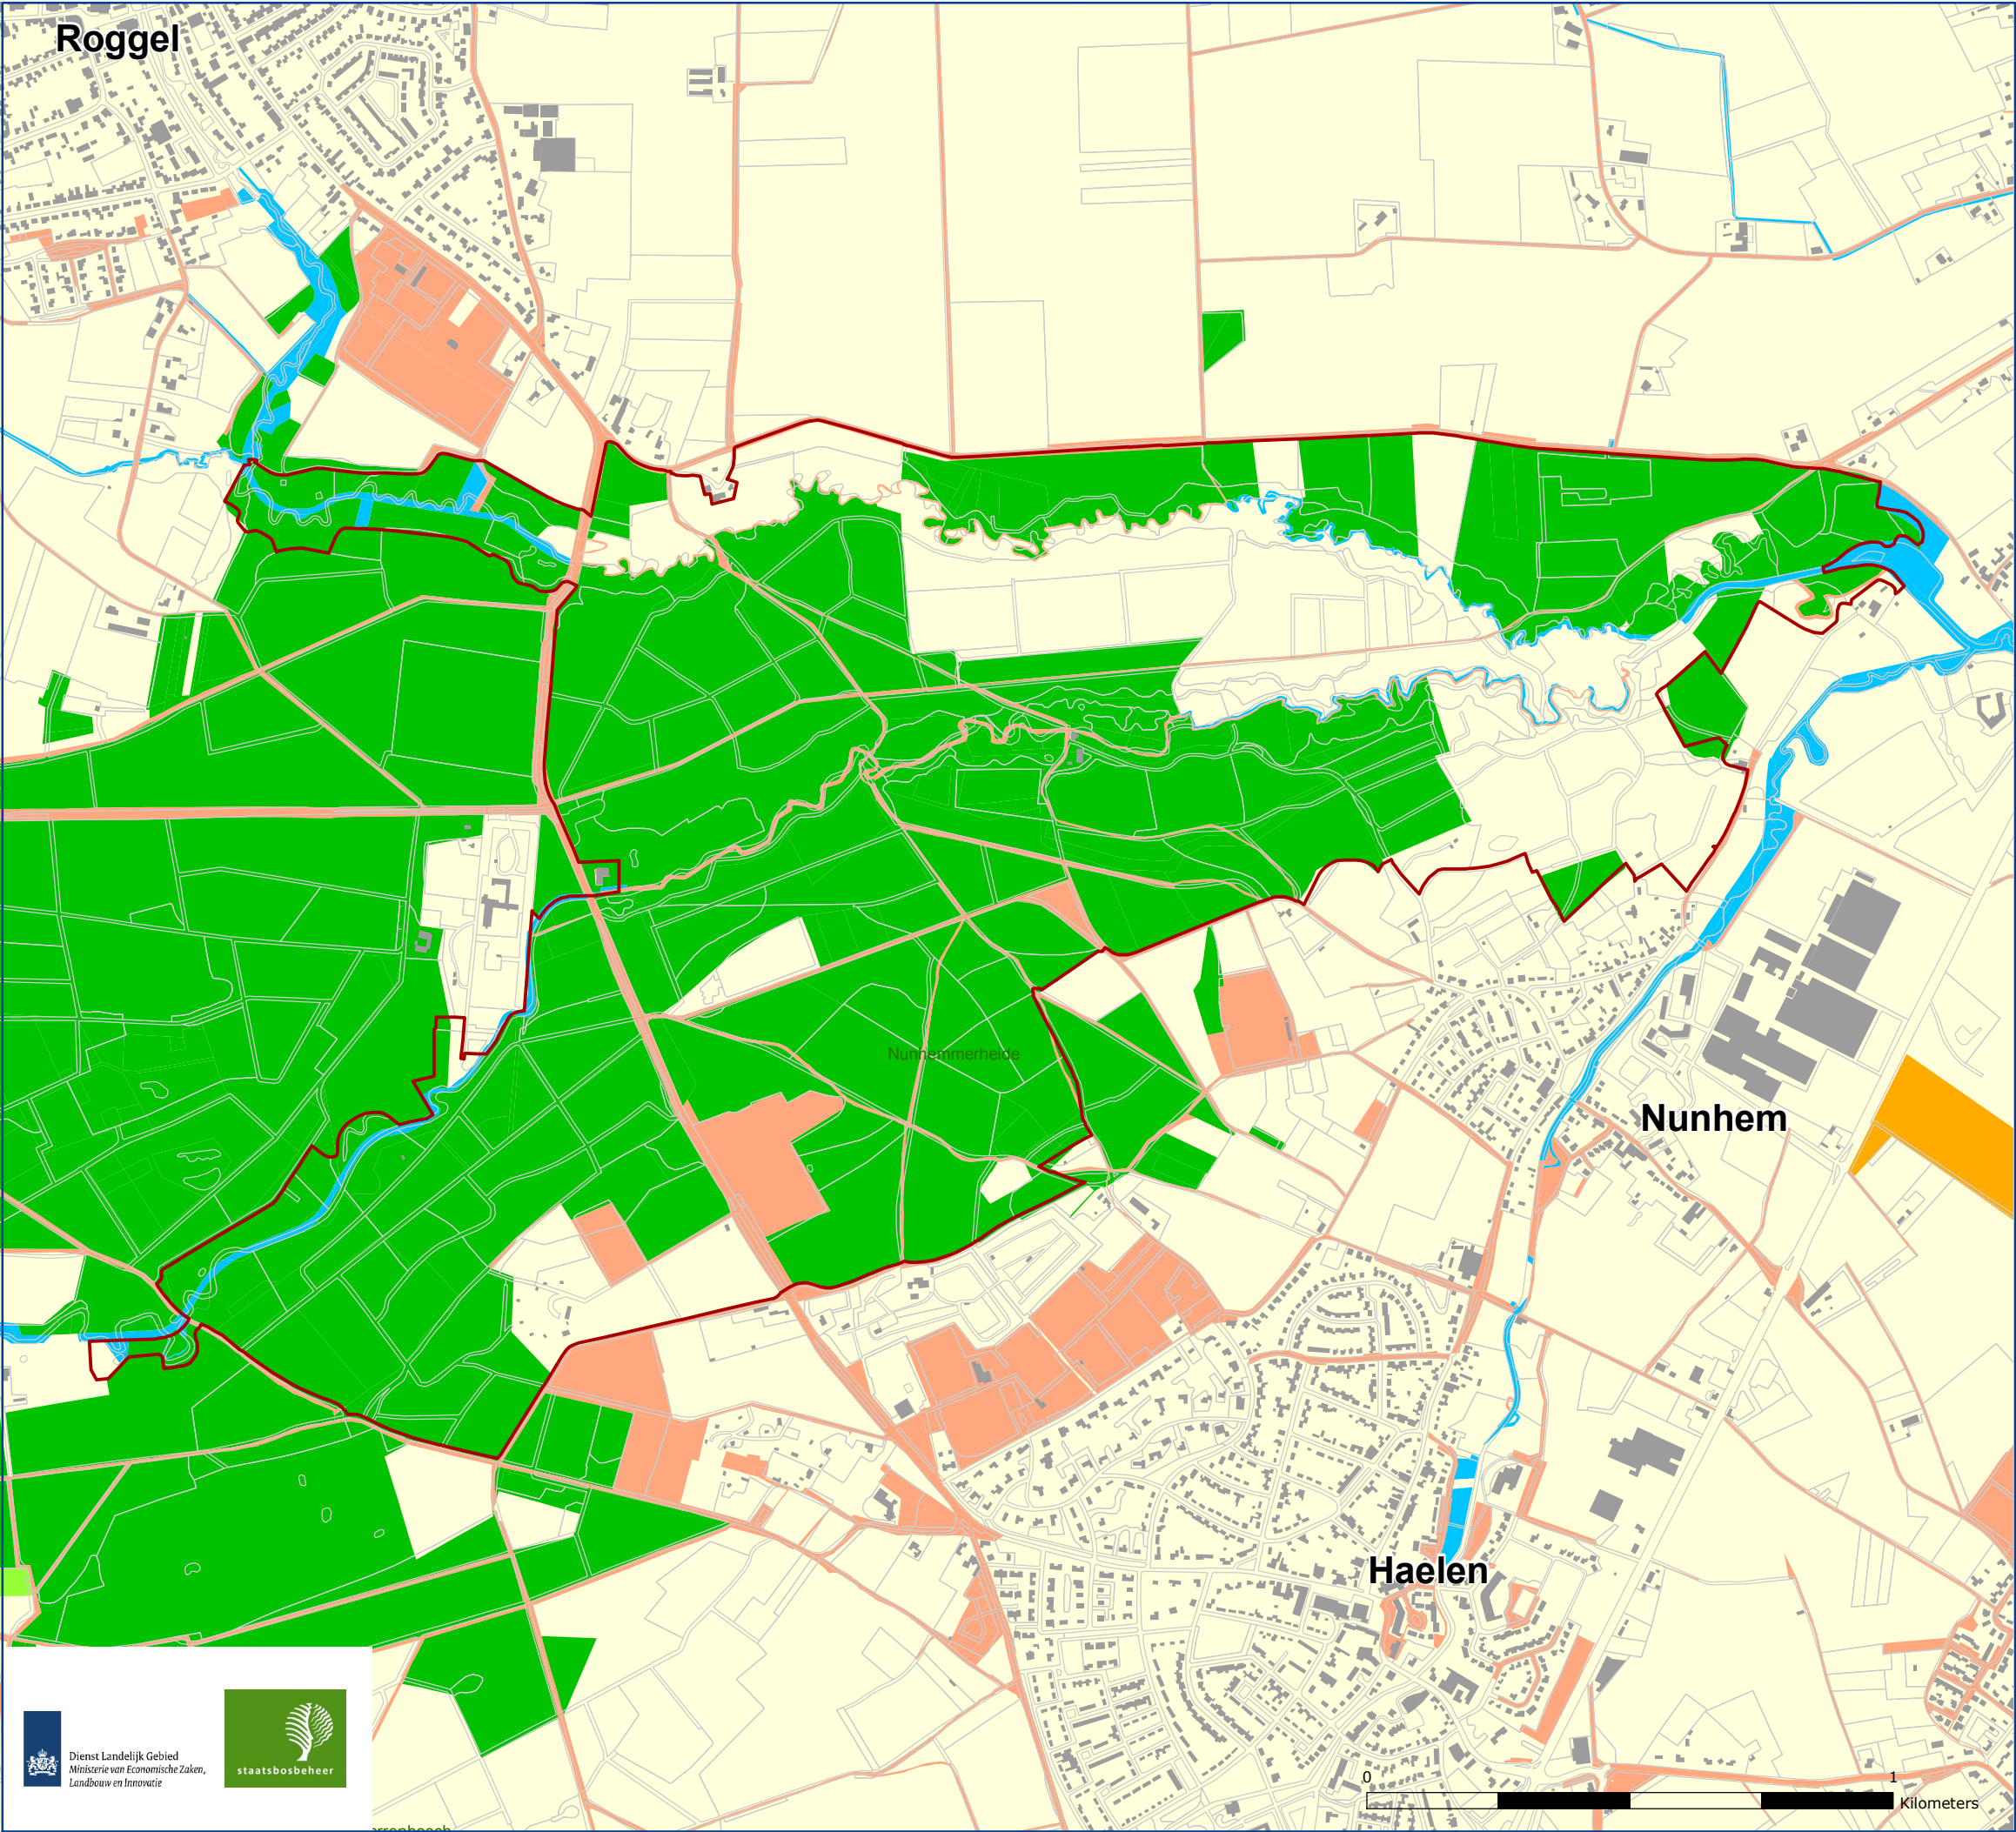 Roggel
Nunhemmerheide
Nunhem
Haelen
Dienst Landelijk Gebied
Ministerie van Economische Zaken,
Landbouw en Innovatie
staatsbosbeheer
0
1
Kilometers